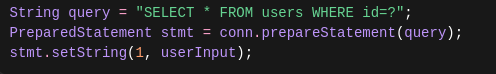 String query = "SELECT * FROM users WHERE id=?";
PreparedStatement stmt = conn.prepareStatement(query);
stmt.setString(1, userInput);